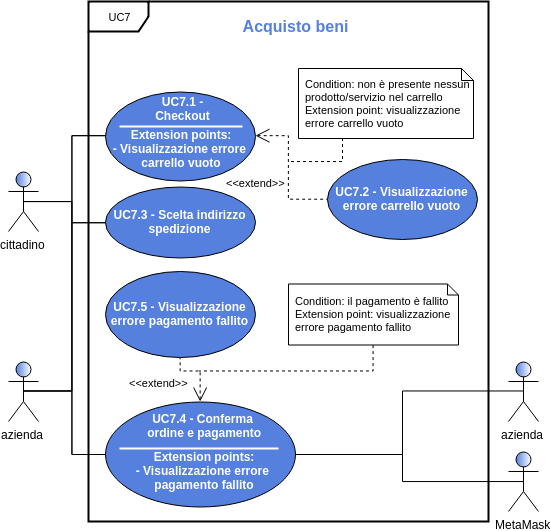 UC7
Acquisto beni
UC7.1 -
Checkout
Extension points:
- Visualizzazione errore
carrello vuoto
Condition: non è presente nessun
prodotto/servizio nel carrello
Extension point: visualizzazione
errore carrello vuoto
<<extend>>
UC7.2 - Visualizzazione
errore carrello vuoto
cittadino
UC7.3 - Scelta indirizzo
spedizione
UC7.5 - Visualizzazione
errore pagamento fallito
Condition: il pagamento è fallito
Extension point: visualizzazione
errore pagamento fallito
<<extend>>
azienda
UC7.4 - Conferma
ordine e pagamento
Extension points:
- Visualizzazione errore
pagamento fallito
azienda
MetaMask